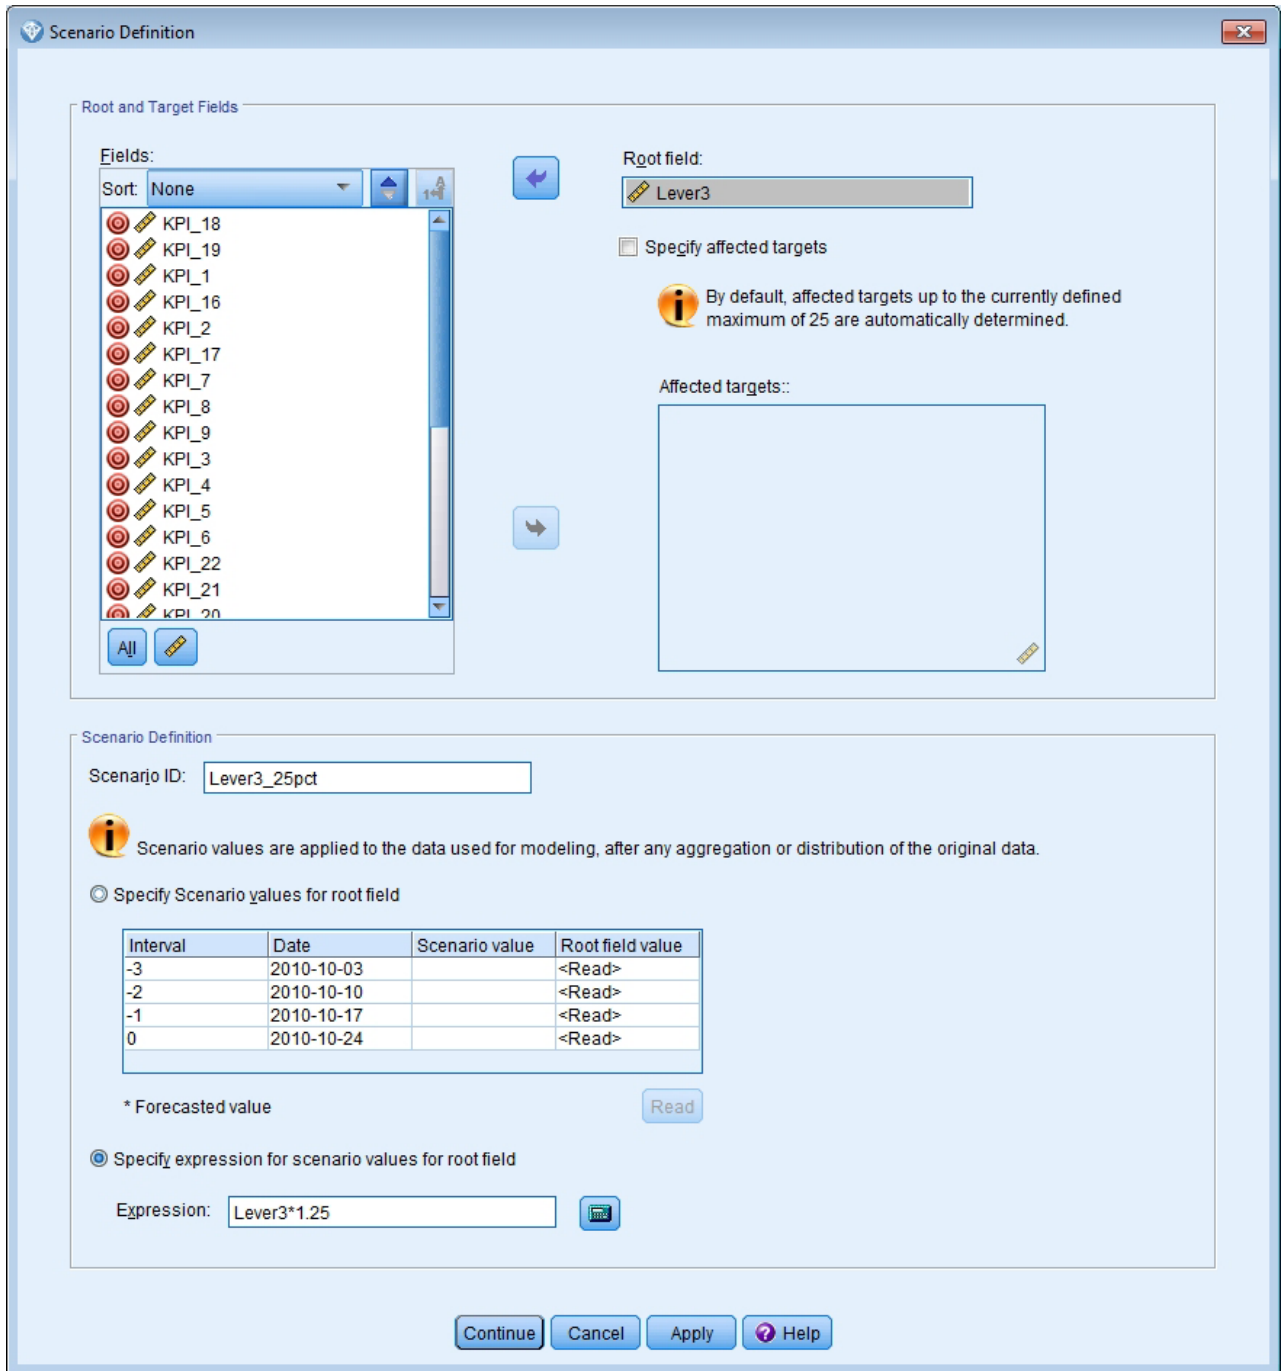 Scenario Definition
Root and Target Fields
Fields:
Sort: None
KPI_18
KPI_19
KPI_1
KPI_16
KPI_2
KPI_17
KPI_7
KPI_8
KPI_9
KPI_3
KPI_4
KPI_5
KPI_6
KPI_22
KPI_21
KPI_20
All
Root field:
Lever3
Specify affected targets
By default, affected targets up to the currently defined
maximum of 25 are automatically determined.
Affected targets::
Scenario Definition
Scenario ID: Lever3_25pct
Scenario values are applied to the data used for modeling, after any aggregation or distribution of the original data.
Specify Scenario values for root field
Interval Date Scenario value Root field value
-3 2010-10-03 <Read>
-2 2010-10-10 <Read>
-1 2010-10-17 <Read>
0 2010-10-24 <Read>
* Forecasted value Read
Specify expression for scenario values for root field
Expression: Lever3*1.25
Continue Cancel Apply Help